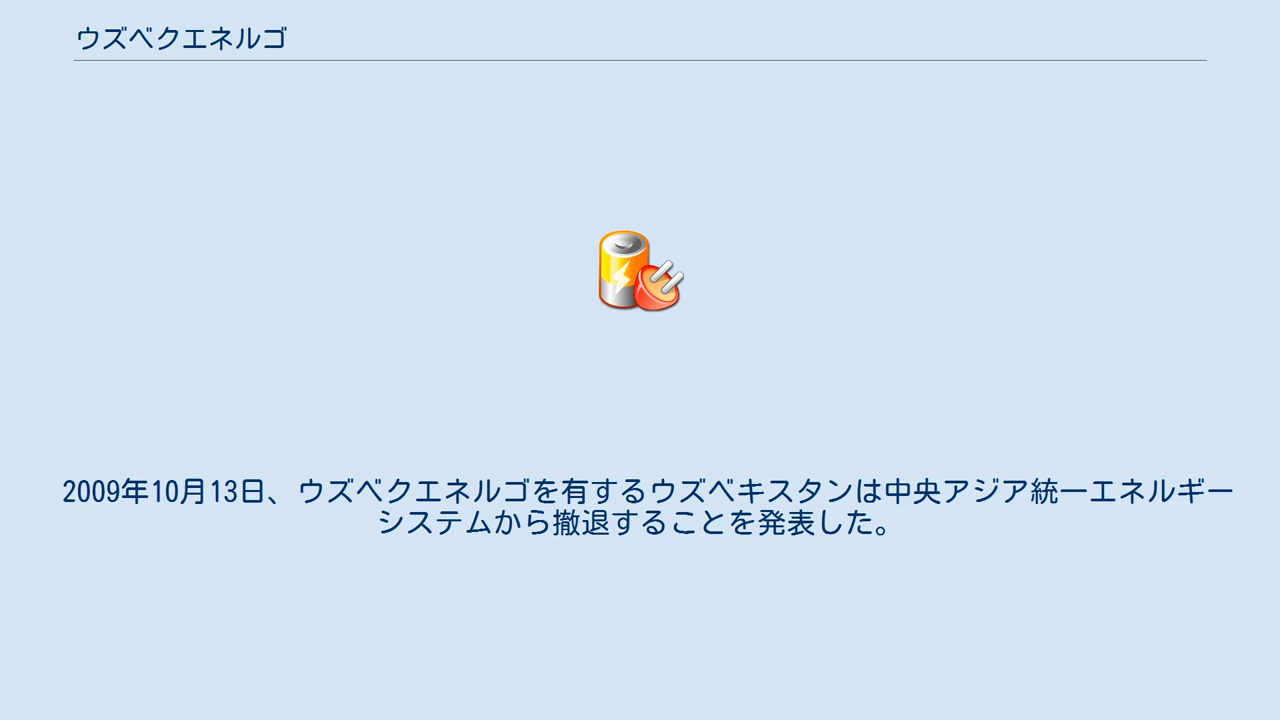 ウズベクエネルゴ
2009年10月13日、ウズベクエネルゴを有するウズベキスタンは中央アジア統一エネルギー
システムから撤退することを発表した。